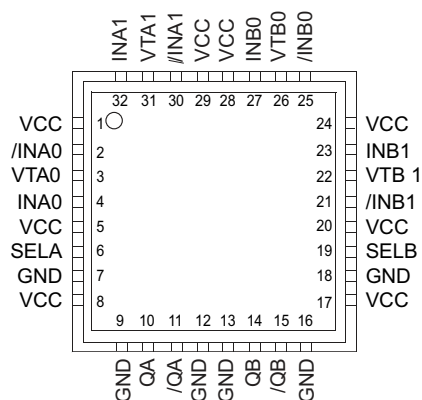 INA1 VTA1 /INA1 VCC VCC INB0 VTB0 /INB0
32 31 30 29 28 27 26 25
VCC 1 24 VCC
/INA0 2 23 INB1
VTA0 3 22 VTB 1
INA0 4 21 /INB1
VCC 5 20 VCC
SELA 6 19 SELB
GND 7 18 GND
VCC 8 17 VCC
9 10 11 12 13 14 15 16
GND QA /QA GND GND QB /QB GND